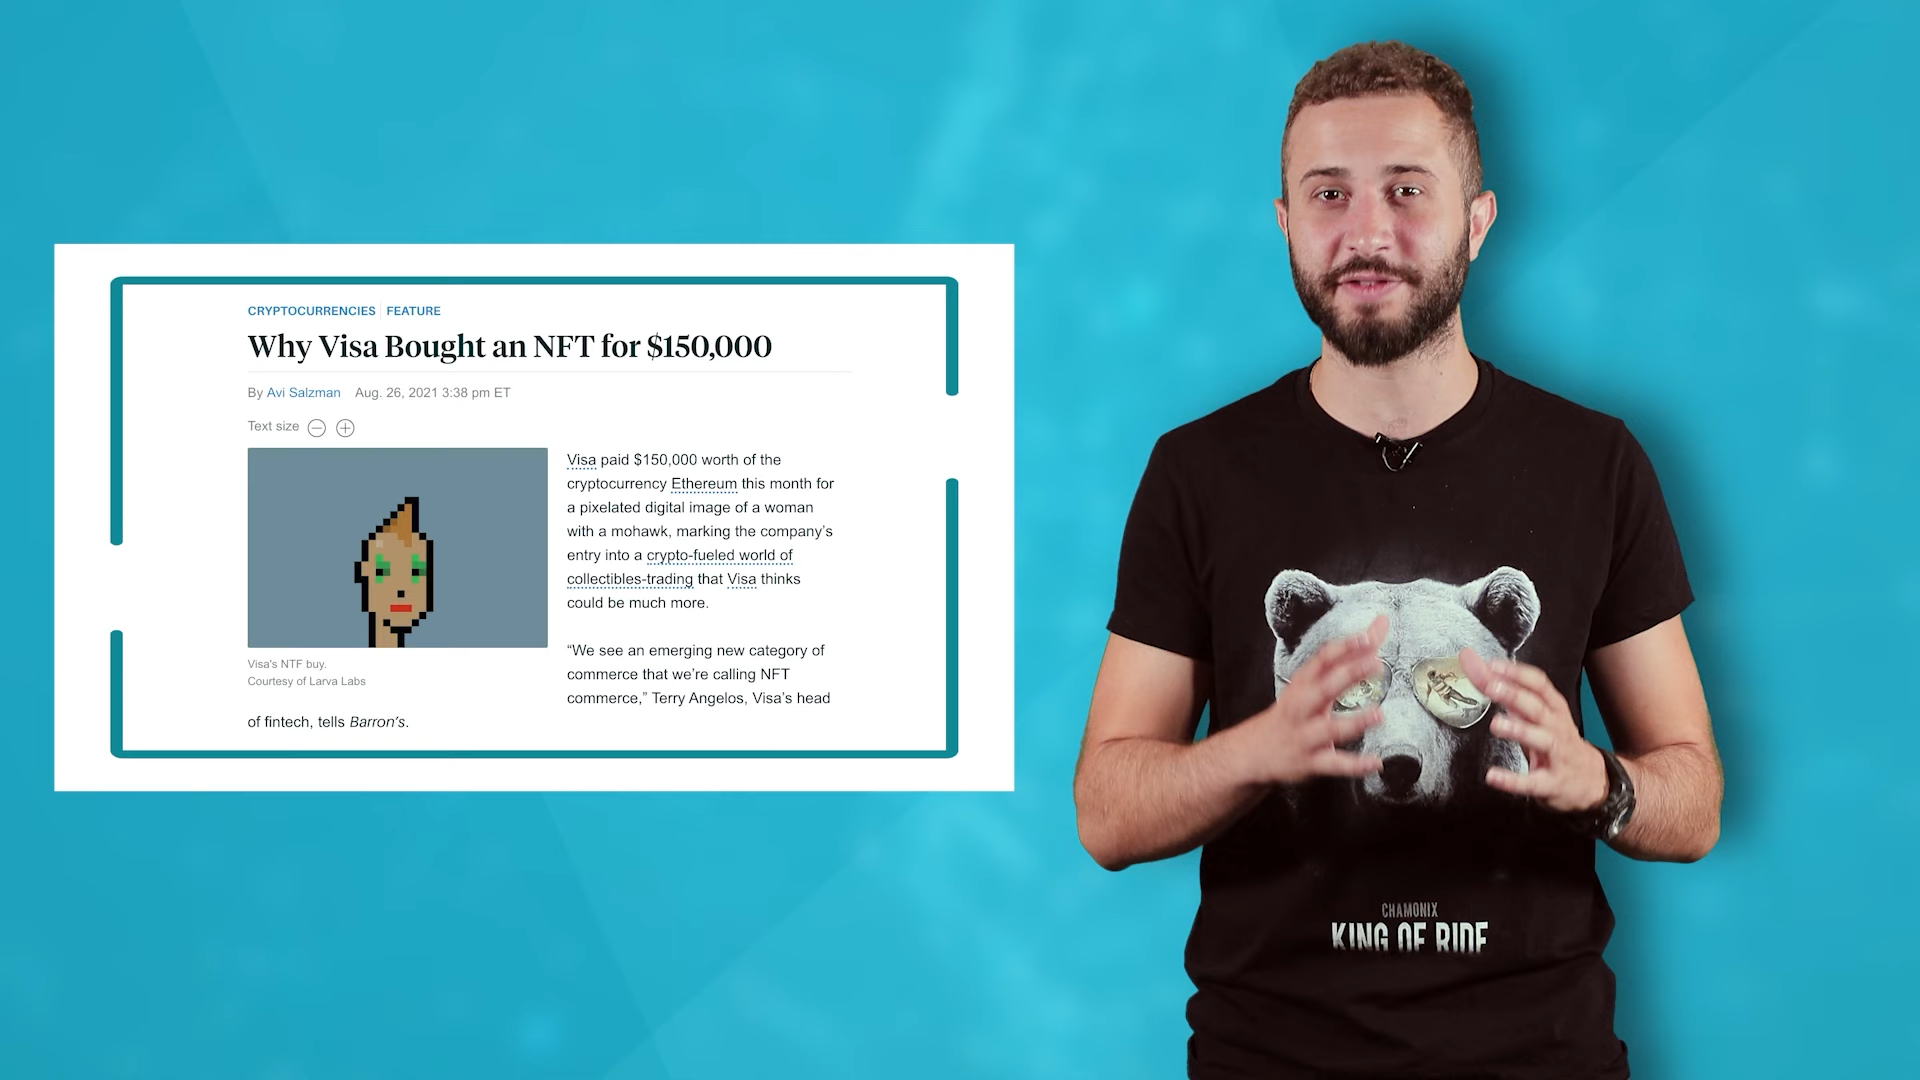 CRYPTOCURRENCIES FEATURE
Why Visa Bought an NFT for $150,000
By Avi Salzman Aug. 26, 2021 3:38 pm ET
Text size
Visa paid $150,000 worth of the
cryptocurrency Ethereum this month for
a pixelated digital image of a woman
with a mohawk, marking the company’s
entry into a crypto-fueled world of
collectibles-trading that Visa thinks
could be much more.
“We see an emerging new category of
commerce that we’re calling NFT
commerce,” Terry Angelos, Visa’s head
of fintech, tells Barron’s.
Visa's NTF buy.
Courtesy of Larva Labs
CHAMONIX
KING OF RIDE